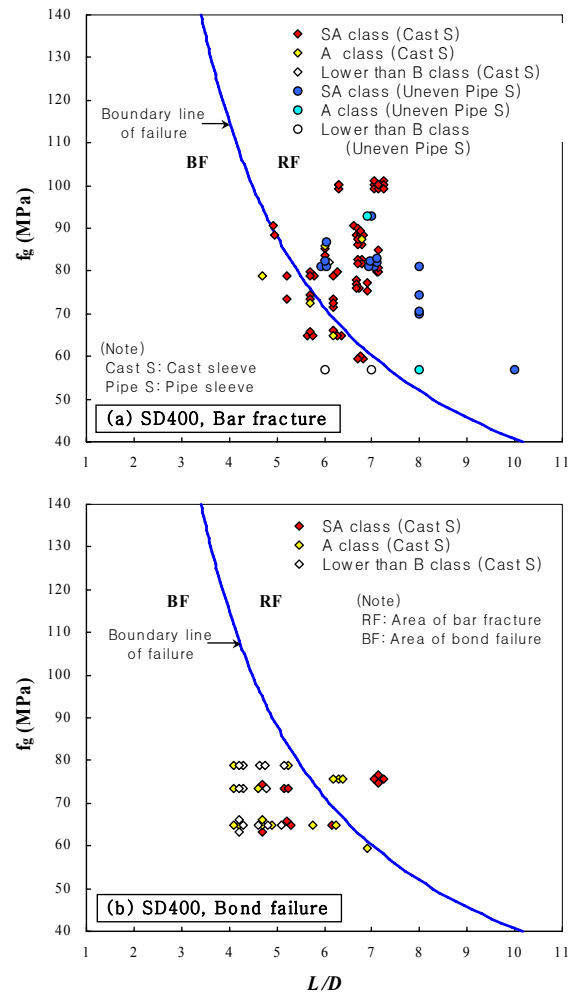 140
130
120
110
100
90
80
70
60
50
40
fg (MPa)
SA class (Cast S)
A class (Cast S)
Lower than B class (Cast S)
SA class (Uneven Pipe S)
A class (Uneven Pipe S)
Lower than B class
(Uneven Pipe S)
Boundary line
of failure
BF
RF
(Note)
Cast S: Cast sleeve
Pipe S: Pipe sleeve
(a) SD400, Bar fracture
1 2 3 4 5 6 7 8 9 10 11
140
130
120
110
100
90
80
70
60
50
40
fg (MPa)
SA class (Cast S)
A class (Cast S)
Lower than B class (Cast S)
BF
RF
(Note)
RF: Area of bar fracture
BF: Area of bond failure
Boundary line
of failure
(b) SD400, Bond failure
1 2 3 4 5 6 7 8 9 10 11
L/D